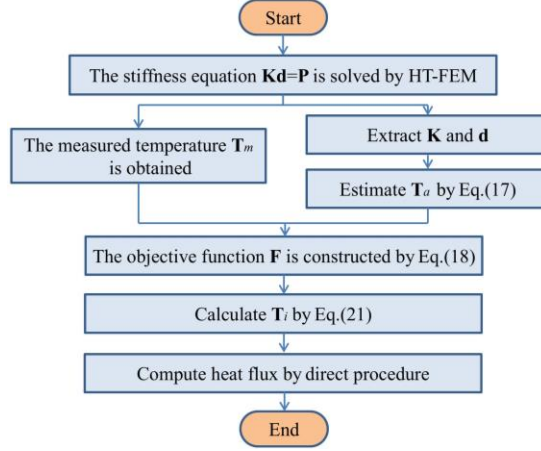 Start
The stiffness equation Kd=P is solved by HT-FEM
The measured temperature Tm
is obtained
Extract K and d
Estimate Ta by Eq.(17)
The objective function F is constructed by Eq.(18)
Calculate Ti by Eq.(21)
Compute heat flux by direct procedure
End